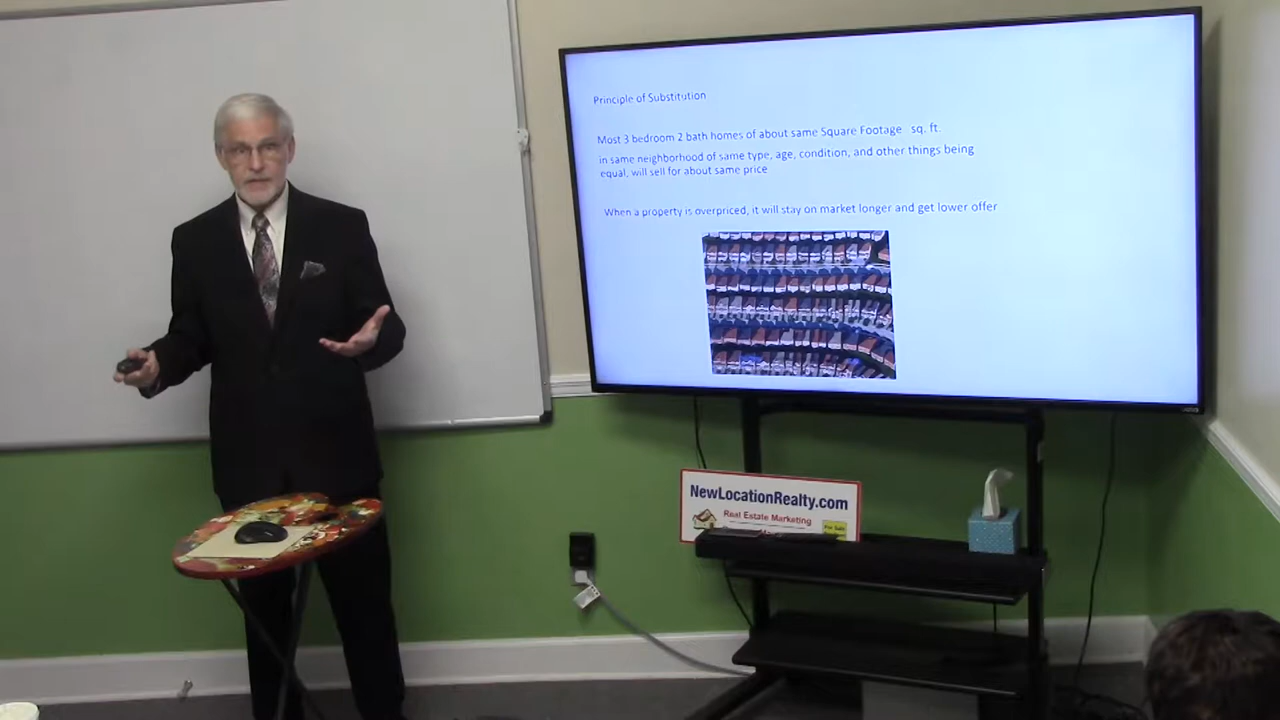 Principle of Substitution
Most 3 bedroom 2 bath homes of about same Square Footage sq. ft.
in same neighborhood of same type, age, condition, and other things being
equal, will sell for about same price
When a property is overpriced, it will stay on market longer and get lower offer
NewLocationRealty.com
Real Estate Marketing
For Sale